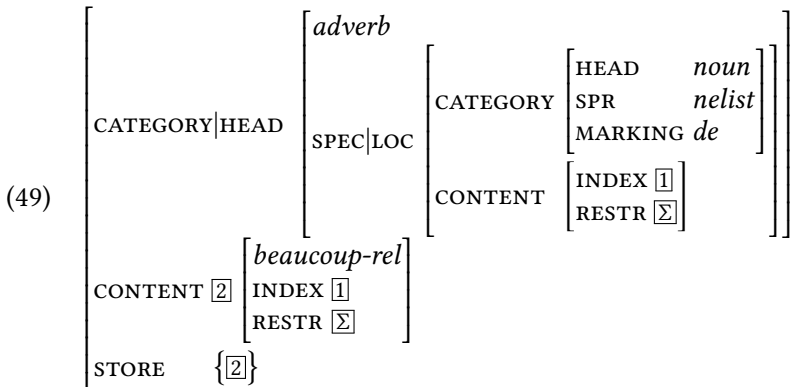 adverb
HEAD noun
CATEGORY SPR nelist
CATEGORY|HEAD MARKING de
SPEC|LOC
INDEX 1
CONTENT
(49) RESTR Σ
beaucoup-rel
CONTENT 2 INDEX 1
RESTR Σ
STORE {2}